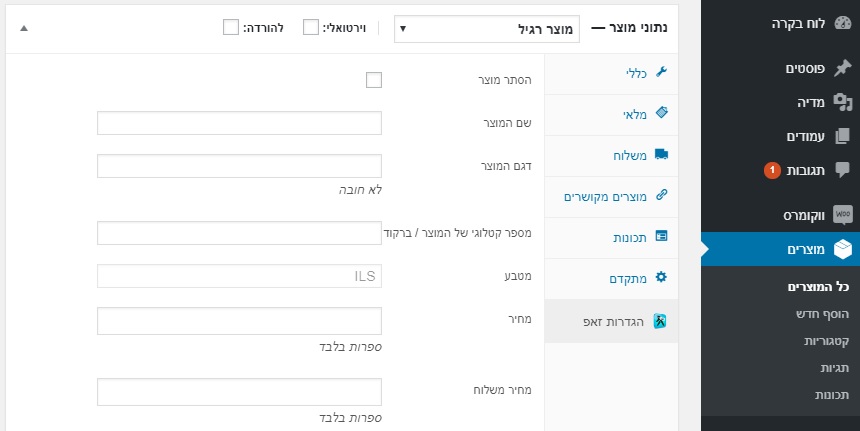 לוח בקרה
פוסטים
מדיה
עמודים
תגובות 1
WOO ווקומרס
מוצרים
כל המוצרים
הוסף חדש
קטגוריות
תגיות
תכונות
נתוני מוצר — מוצר רגיל וירטואלי: להורדה:
כללי
מלאי
משלוח
מוצרים מקושרים
תכונות
מתקדם
הגדרות זאפ
הסתר מוצר
שם המוצר
דגם המוצר
לא חובה
מספר קטלוגי של המוצר / ברקוד
מטבע ILS
מחיר
ספרות בלבד
מחיר משלוח
ספרות בלבד